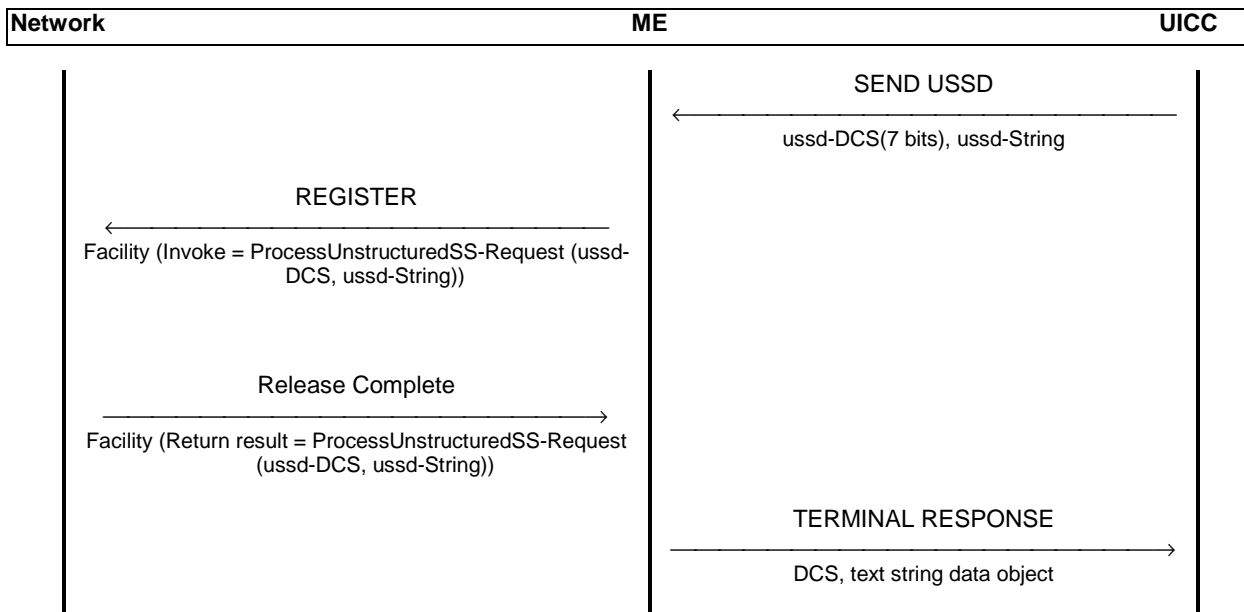 Network ME UICC
SEND USSD
ussd-DCS(7 bits), ussd-String
REGISTER
Facility (Invoke = ProcessUnstructuredSS-Request (ussd-
DCS, ussd-String))
Release Complete
Facility (Return result = ProcessUnstructuredSS-Request
(ussd-DCS, ussd-String))
TERMINAL RESPONSE
DCS, text string data object